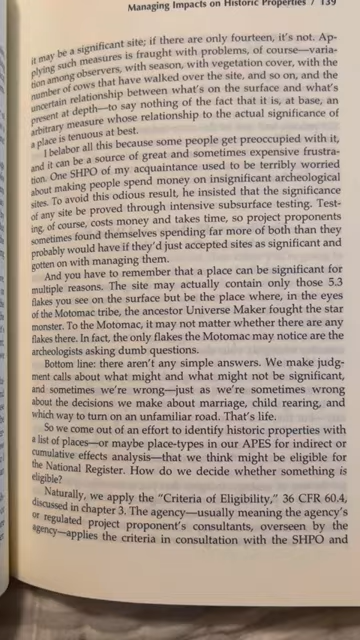 Managing Impacts on Historic Properties / 139
it may be a significant site; if there are only fourteen, it's not. Ap-
plying such measures is fraught with problems, of course—varia-
tion among observers, with season, with vegetation cover, with the
number of cows that have walked over the site, and so on, and the
uncertain relationship between what's on the surface and what's
present at depth—to say nothing of the fact that it is, at base, an
arbitrary measure whose relationship to the actual significance of
a place is tenuous at best.
I belabor all this because some people get preoccupied with it,
and it can be a source of great and sometimes expensive frustra-
tion. One SHPO of my acquaintance used to be terribly worried
about making people spend money on insignificant archeological
sites. To avoid this odious result, he insisted that the significance
of any site be proved through intensive subsurface testing. Test-
ing, of course, costs money and takes time, so project proponents
sometimes found themselves spending far more of both than they
probably would have if they'd just accepted sites as significant and
gotten on with managing them.
And you have to remember that a place can be significant for
multiple reasons. The site may actually contain only those 5.3
flakes you see on the surface but be the place where, in the eyes
of the Motomac tribe, the ancestor Universe Maker fought the star
monster. To the Motomac, it may not matter whether there are any
flakes there. In fact, the only flakes the Motomac may notice are the
archeologists asking dumb questions.
Bottom line: there aren't any simple answers. We make judg-
ment calls about what might and what might not be significant,
and sometimes we're wrong—just as we're sometimes wrong
about the decisions we make about marriage, child rearing, and
which way to turn on an unfamiliar road. That's life.
So we come out of an effort to identify historic properties with
a list of places—or maybe place-types in our APES for indirect or
cumulative effects analysis—that we think might be eligible for
the National Register. How do we decide whether something is
eligible?
Naturally, we apply the "Criteria of Eligibility," 36 CFR 60.4,
discussed in chapter 3. The agency—usually meaning the agency's
or regulated project proponent's consultants, overseen by the
agency—applies the criteria in consultation with the SHPO and